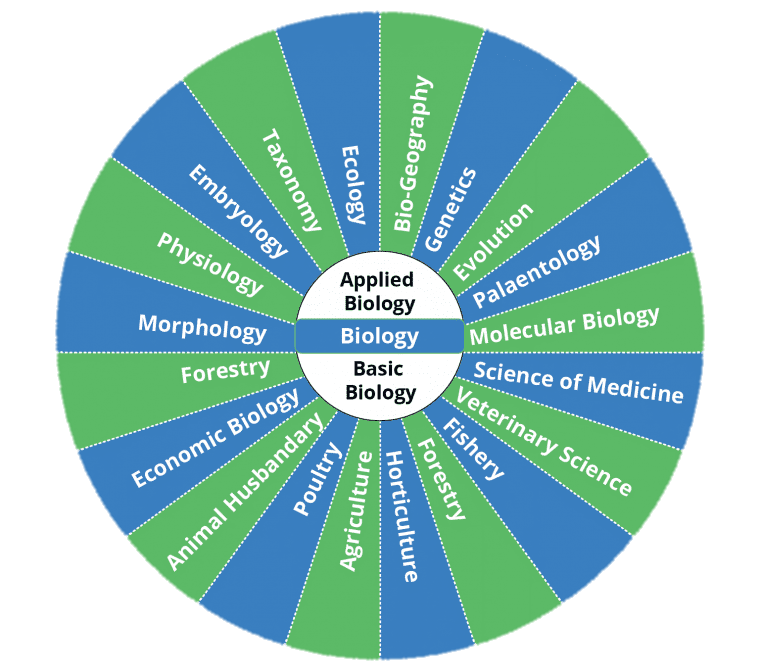 Morphology
Physiology
Embryology
Taxonomy
Ecology
Bio-Geography
Genetics
Evolution
Palaentology
Molecular Biology
Applied
Biology
Biology
Basic
Biology
Science of Medicine
Veterinary Science
Fishery
Forestry
Horticulture
Agriculture
Poultry
Animal Husbandary
Economic Biology
Forestry